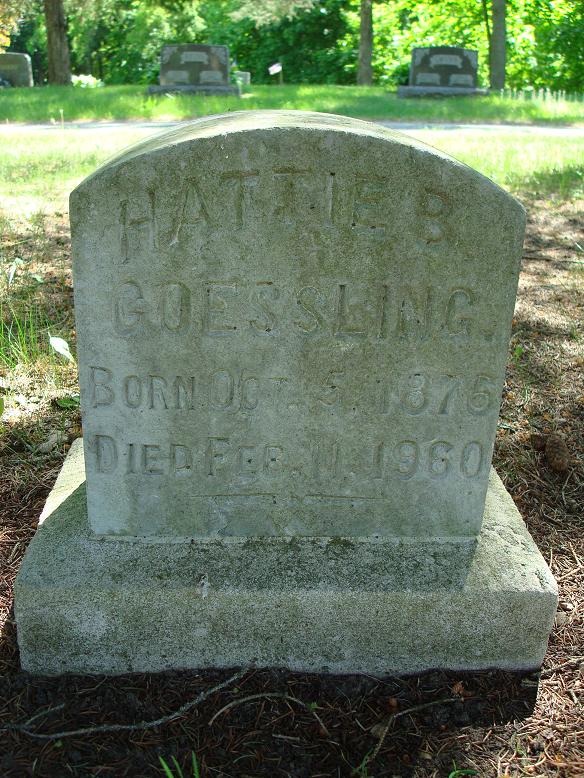 HATTIE B
GOESSLING.
BORN OCT. 5. 1876
DIED FEB. 11. 1960